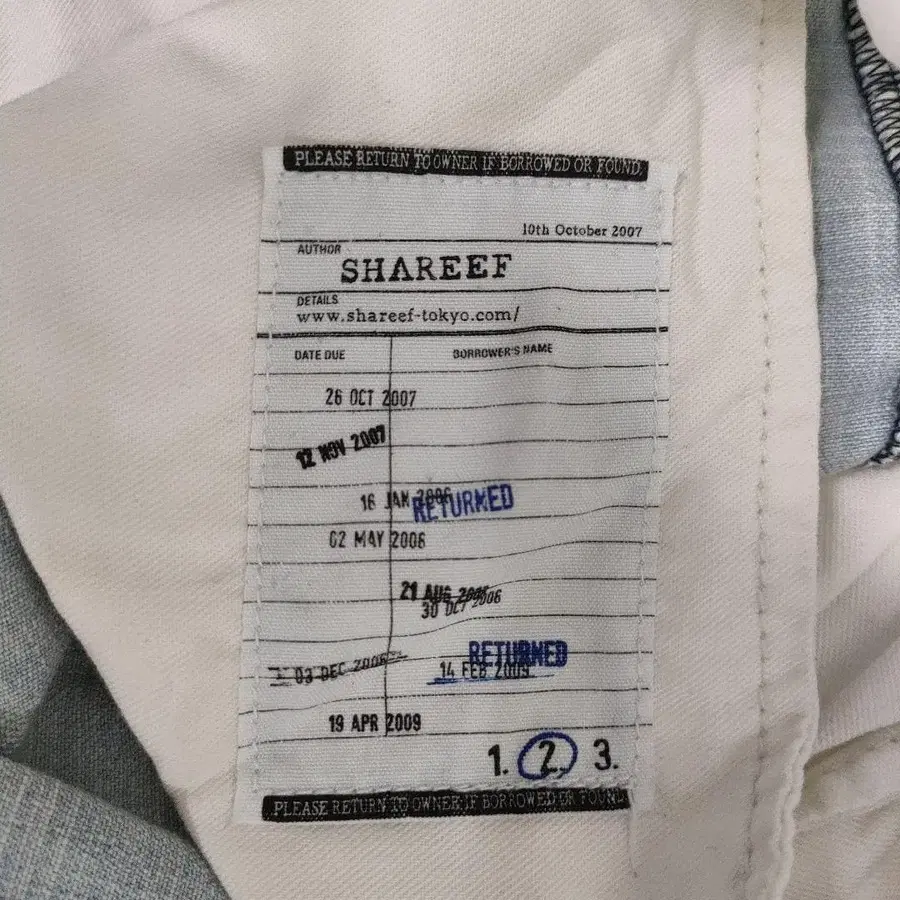 PLEASE RETURN TO OWNER IF BORROWED OR FOUND.
10th October 2007
AUTHOR
SHAREEF
DETAILS
www.shareef-tokyo.com/
DATE DUE BORROWER'S NAME
26 OCT 2007
12 NOV 2007
16 JAN 2006
RETURNED
02 MAY 2006
21 AUG 2006
30 OCT 2006
RETURNED
03 DEC 2006
14 FEB 2009
19 APR 2009
1. 2. 3.
PLEASE RETURN TO OWNER IF BORROWED OR FOUND.